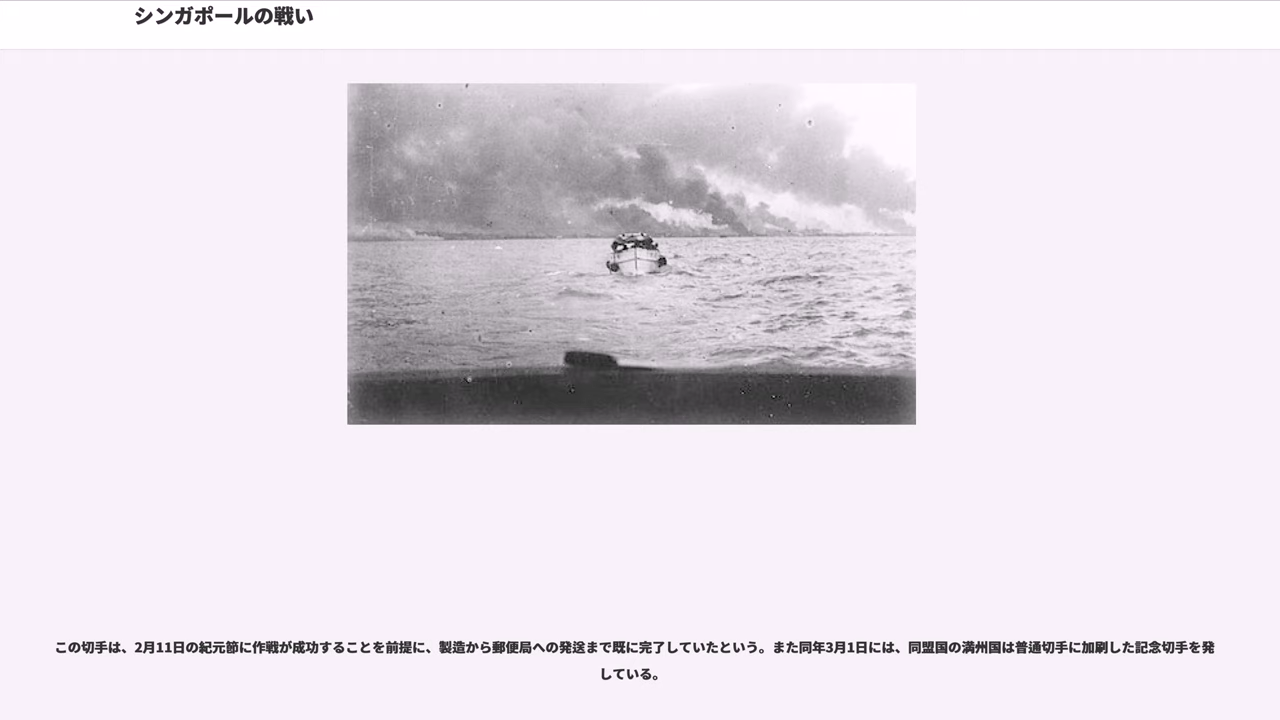 シンガポールの戦い
この切手は、2月11日の紀元節に作戦が成功することを前提に、製造から郵便局への発送まで既に完了していたという。また同年3月1日には、同盟国の満州国は普通切手に加刷した記念切手を発
している。